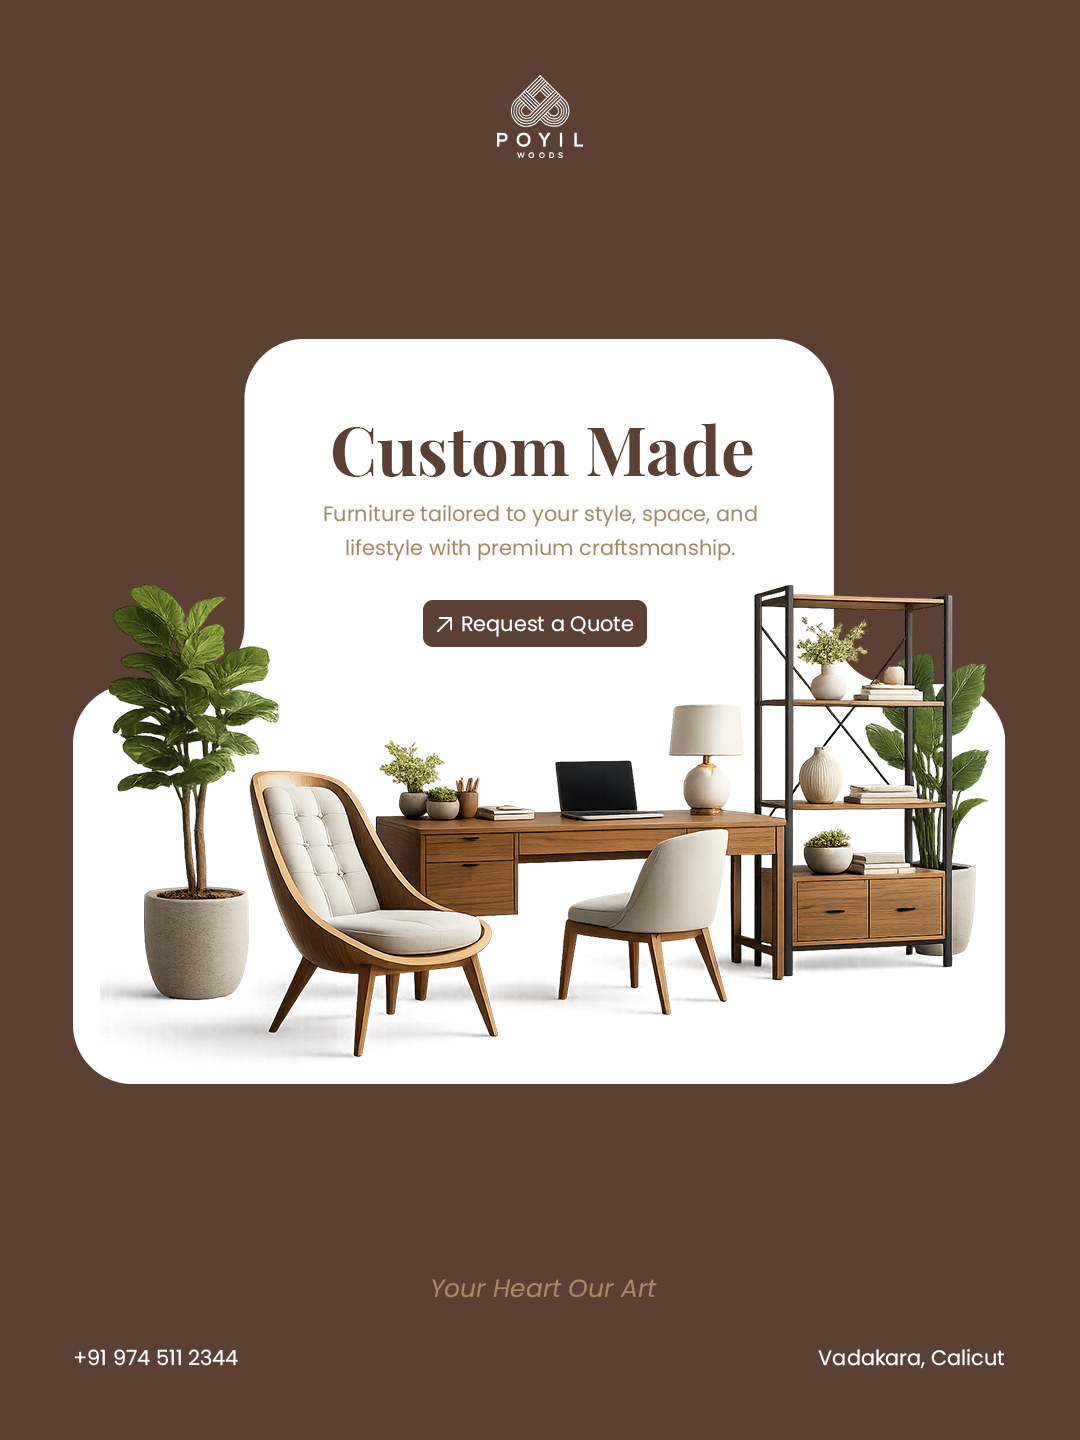 POYIL
WOODS
Custom Made
Furniture tailored to your style, space, and
lifestyle with premium craftsmanship.
Request a Quote
Your Heart Our Art
+91 974 511 2344
Vadakara, Calicut